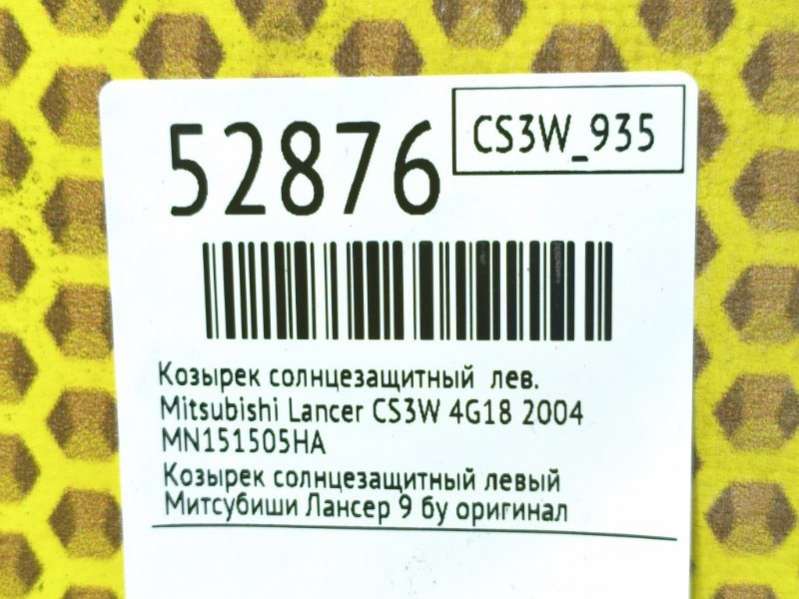 52876
CS3W_935
Козырек солнцезащитный лев.
Mitsubishi Lancer CS3W 4G18 2004
MN151505HA
Козырек солнцезащитный левый
Митсубиши Лансер 9 бу оригинал